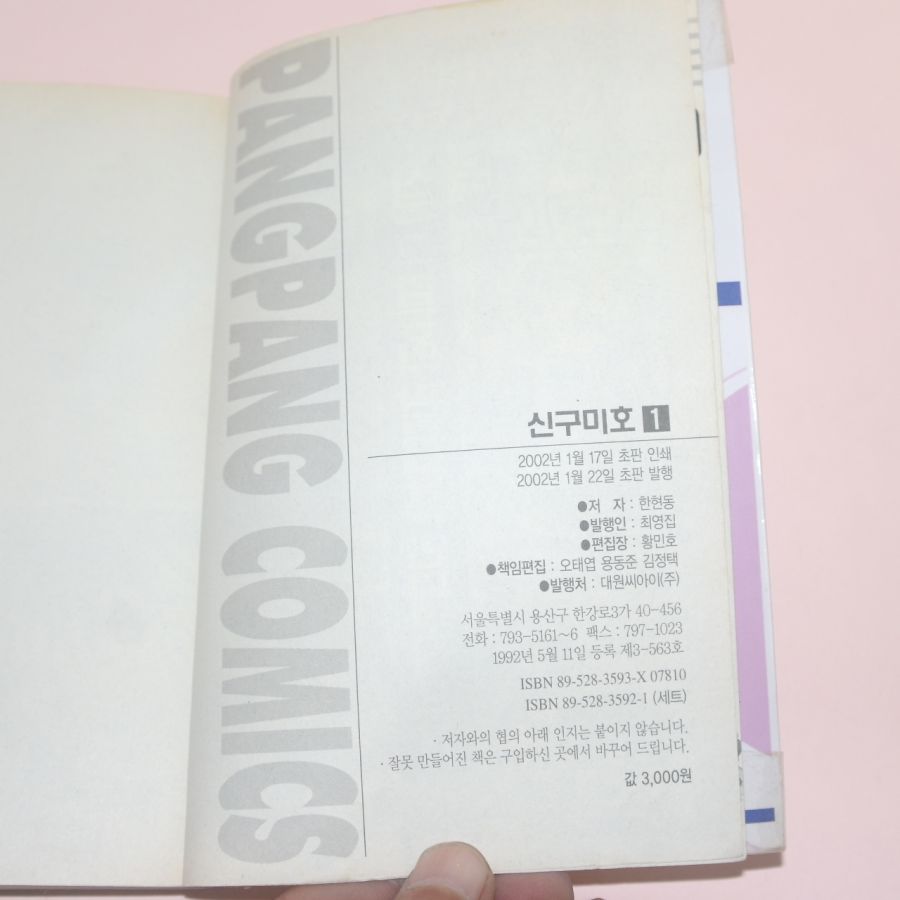 PANGPANG COMICS
신구미호 1
2002년 1월 17일 초판 인쇄
2002년 1월 22일 초판 발행
●저 자 : 한현동
●발행인 : 최영집
●편집장 : 황민호
●책임편집 : 오태엽 용동준 김정택
●발행처 : 대원씨아이(주)
서울특별시 용산구 한강로3가 40-456
전화 : 793-5161~6 팩스 : 797-1023
1992년 5월 11일 등록 제3-563호
ISBN 89-528-3593-X 07810
ISBN 89-528-3592-1 (세트)
· 저자와의 협의 아래 인지는 붙이지 않습니다.
· 잘못 만들어진 책은 구입하신 곳에서 바꾸어 드립니다.
값 3,000원